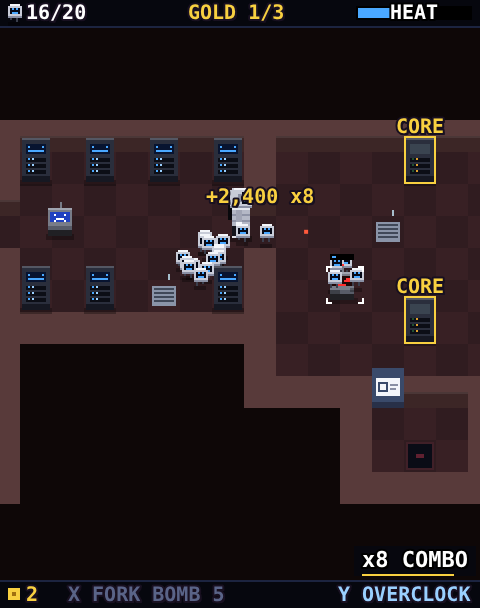 16/20 GOLD 1/3 HEAT
CORE
+2,400 x8
CORE
x8 COMBO
2 X FORK BOMB 5 Y OVERCLOCK